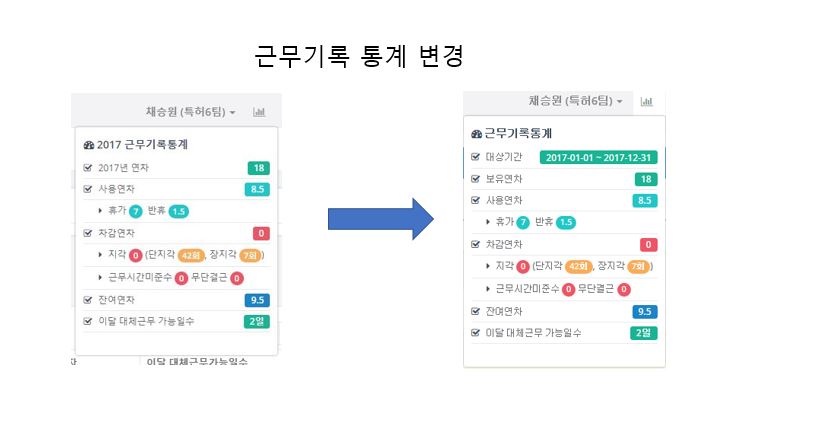 근무기록 통계 변경
채승원 (특허6팀)
2017 근무기록통계
2017년 연차 18
사용연차 8.5
휴가 7 반휴 1.5
차감연차 0
지각 0 (단지각 42회, 장지각 7회)
근무시간미준수 0 무단결근 0
잔여연차 9.5
이달 대체근무 가능일수 2일
이달 대체근무가능일수
채승원 (특허6팀)
근무기록통계
대상기간 2017-01-01 ~ 2017-12-31
보유연차 18
사용연차 8.5
휴가 7 반휴 1.5
차감연차 0
지각 0 (단지각 42회, 장지각 7회)
근무시간미준수 0 무단결근 0
잔여연차 9.5
이달 대체근무 가능일수 2일